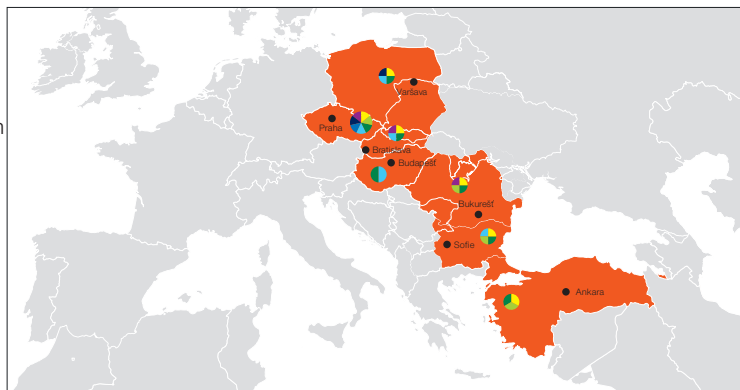 Varšava
Praha
Bratislava
Budapešť
Bukurešť
Sofie
Ankara